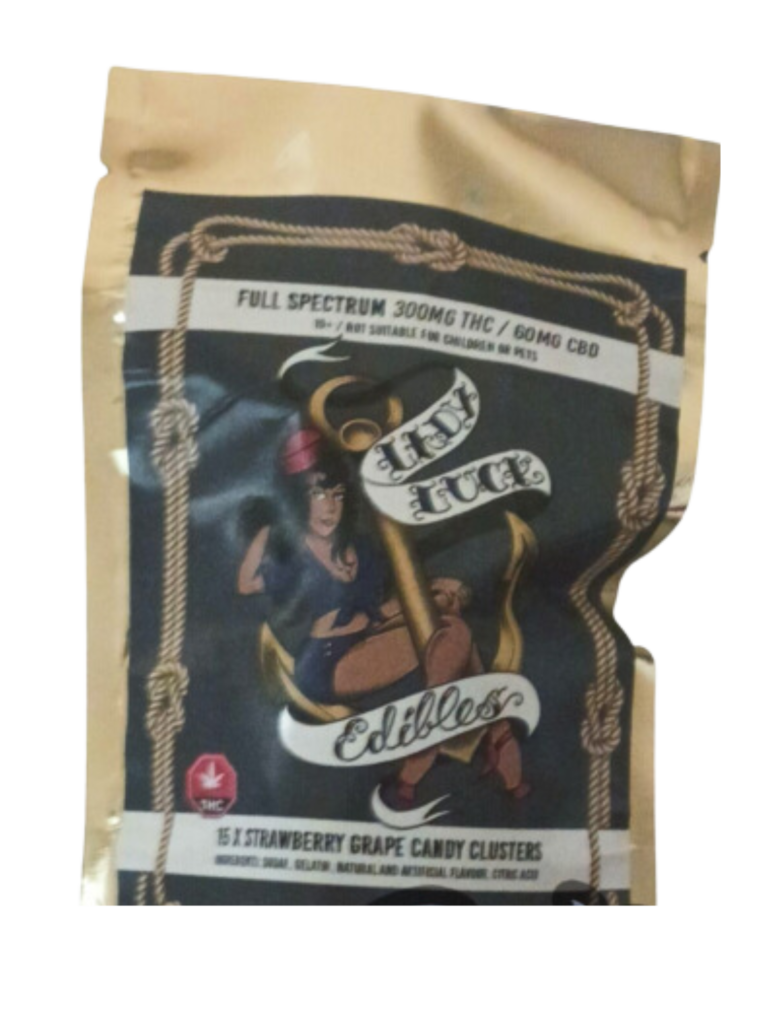 FULL SPECTRUM 300MG THC / 60MG CBD
19+ / NOT SUITABLE FOR CHILDREN OR PETS
LADY
LUCK
Edibles
THC
15 X STRAWBERRY GRAPE CANDY CLUSTERS
INGREDIENTS: SUGAR, GELATIN, NATURAL AND ARTIFICIAL FLAVOUR, CITRIC ACID